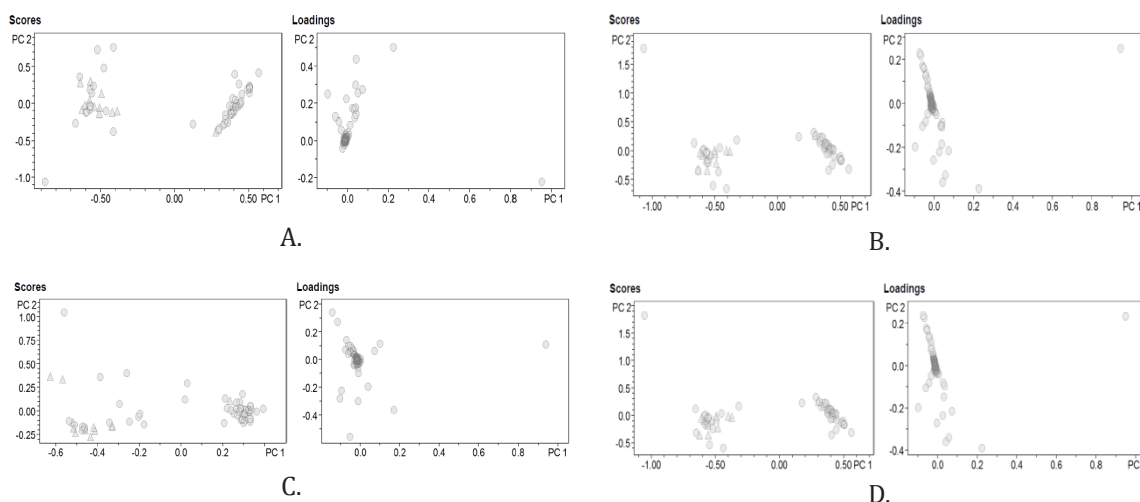 Scores Loadings
PC 2 PC 2
0.5 0.4
0.0 0.2
-0.5 0.0
-1.0 -0.2
-0.50 0.00 0.50 PC 1 0.0 0.2 0.4 0.6 0.8 PC 1
A.
Scores Loadings
PC 2 PC 2
1.5 0.2
1.0 0.0
0.5 -0.2
0.0 -0.4
-0.5
-1.00 -0.50 0.00 0.50 PC 1 0.0 0.2 0.4 0.6 0.8 PC 1
B.
Scores Loadings
PC 2 PC 2
1.00 0.2
0.75 0.0
0.50 -0.2
0.25 -0.4
0.00
-0.25
-0.6 -0.4 -0.2 0.0 0.2 PC 1 0.0 0.2 0.4 0.6 0.8 PC 1
C.
Scores Loadings
PC 2 PC 2
1.5 0.2
1.0 0.0
0.5 -0.2
0.0 -0.4
-0.5
-1.00 -0.50 0.00 0.50 PC 1 0.0 0.2 0.4 0.6 0.8 PC
D.